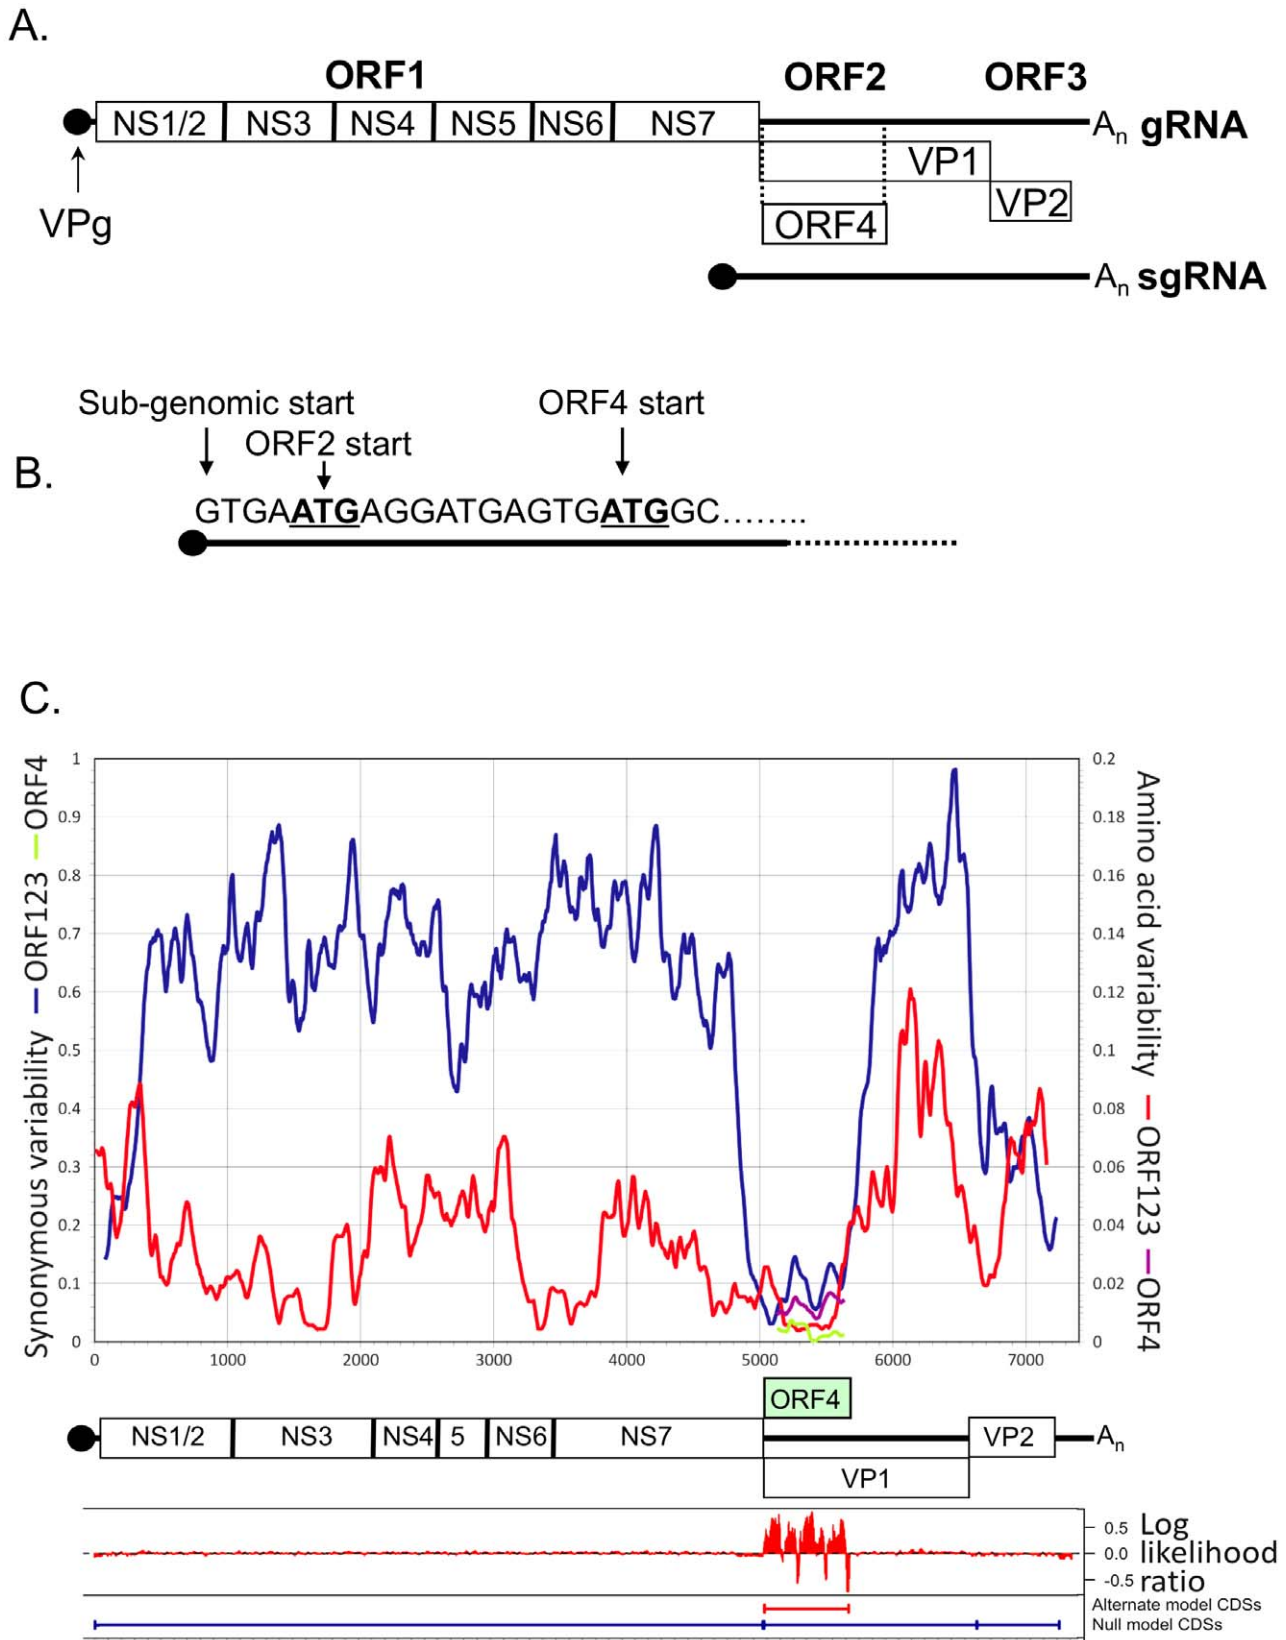 A.
ORF1 ORF2 ORF3
NS1/2 NS3 NS4 NS5 NS6 NS7 An gRNA
VP1
VPg VP2
ORF4
An sgRNA
Sub-genomic start ORF4 start
ORF2 start
B.
GTGAATGAGGATGAGTGATGGC........
C.
Synonymous variability — ORF123 — ORF4
1
0.9
0.8
0.7
0.6
0.5
0.4
0.3
0.2
0.1
0
0.2
0.18
0.16
0.14
0.12
0.1
0.08
0.06
0.04
0.02
0
Amino acid variability — ORF123 — ORF4
0 1000 2000 3000 4000 5000 6000 7000
ORF4
NS1/2 NS3 NS4 5 NS6 NS7 VP2 An
VP1
0.5 Log
0.0 likelihood
-0.5 ratio
Alternate model CDSs
Null model CDSs